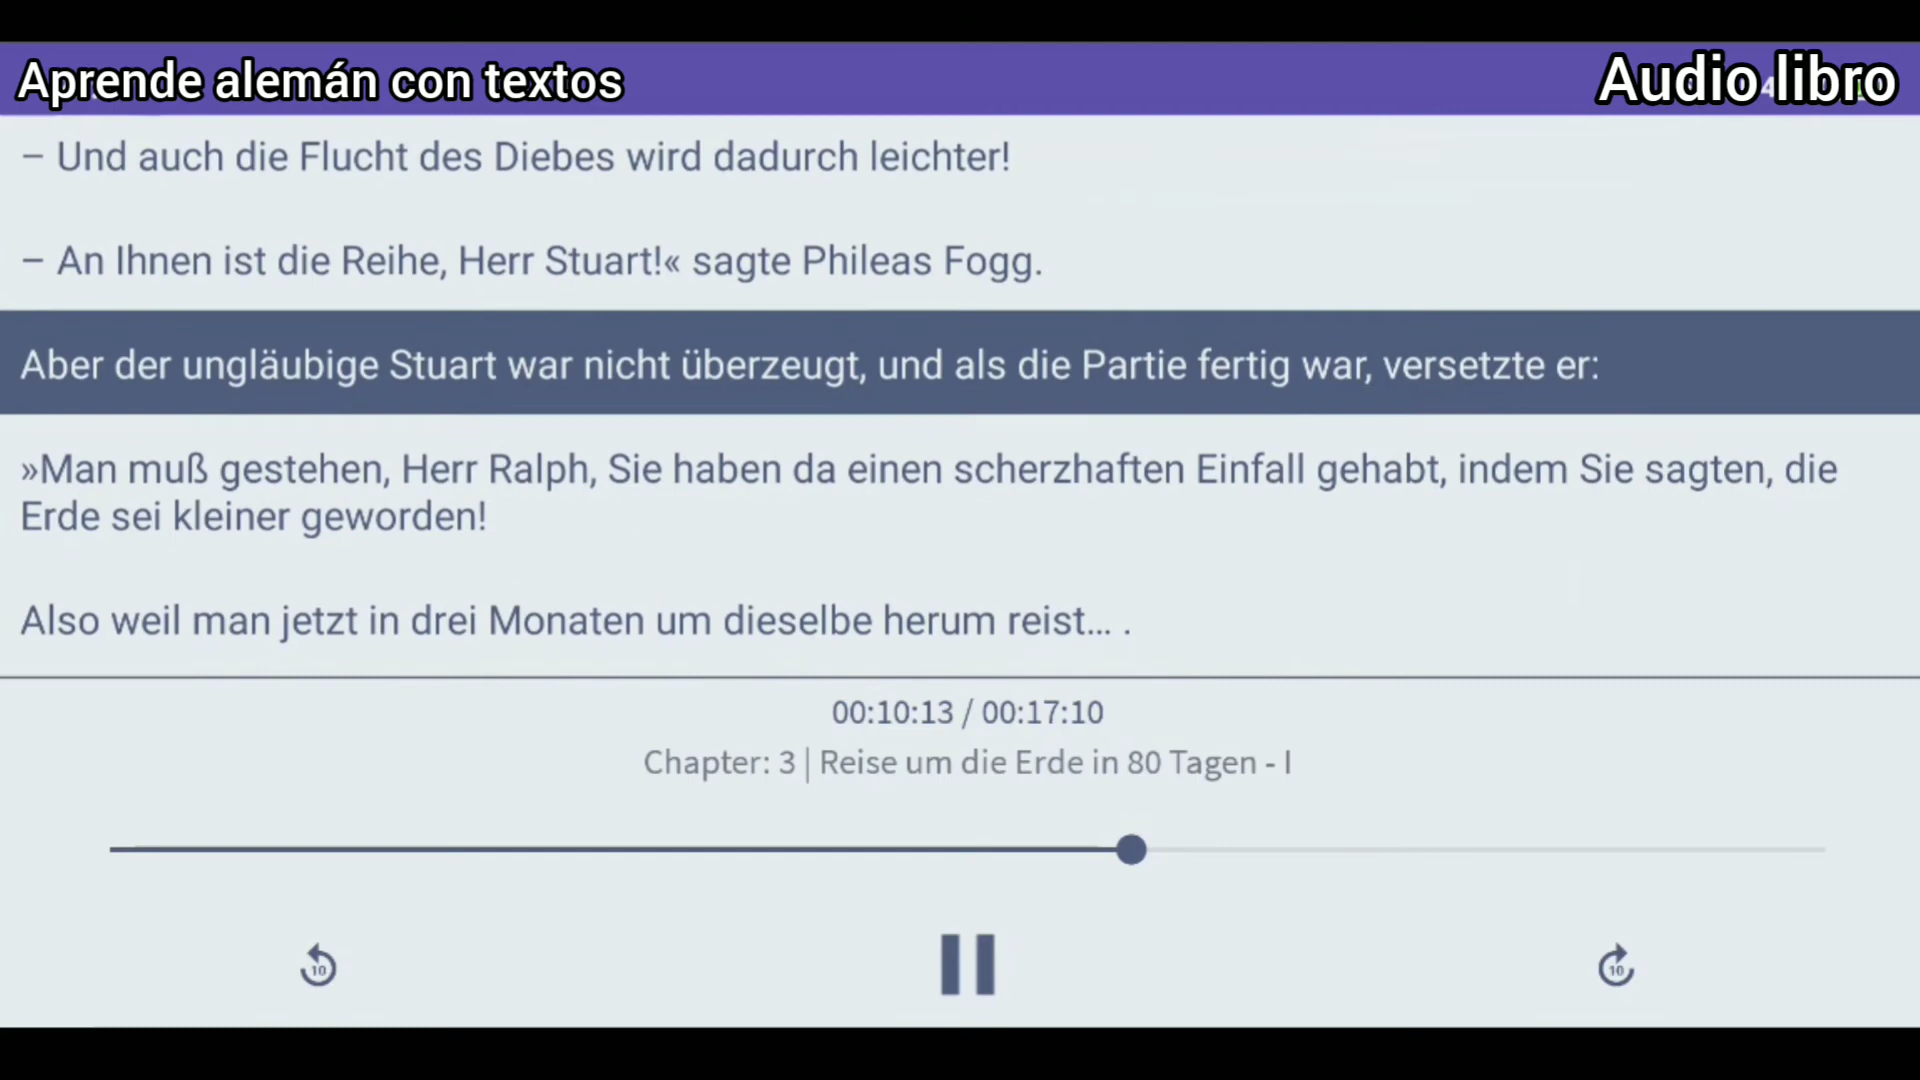 Aprende alemán con textos
Audio libro
– Und auch die Flucht des Diebes wird dadurch leichter!
– An Ihnen ist die Reihe, Herr Stuart!« sagte Phileas Fogg.
Aber der ungläubige Stuart war nicht überzeugt, und als die Partie fertig war, versetzte er:
»Man muß gestehen, Herr Ralph, Sie haben da einen scherzhaften Einfall gehabt, indem Sie sagten, die
Erde sei kleiner geworden!
Also weil man jetzt in drei Monaten um dieselbe herum reist... .
00:10:13 / 00:17:10
Chapter: 3 | Reise um die Erde in 80 Tagen - I
10
10